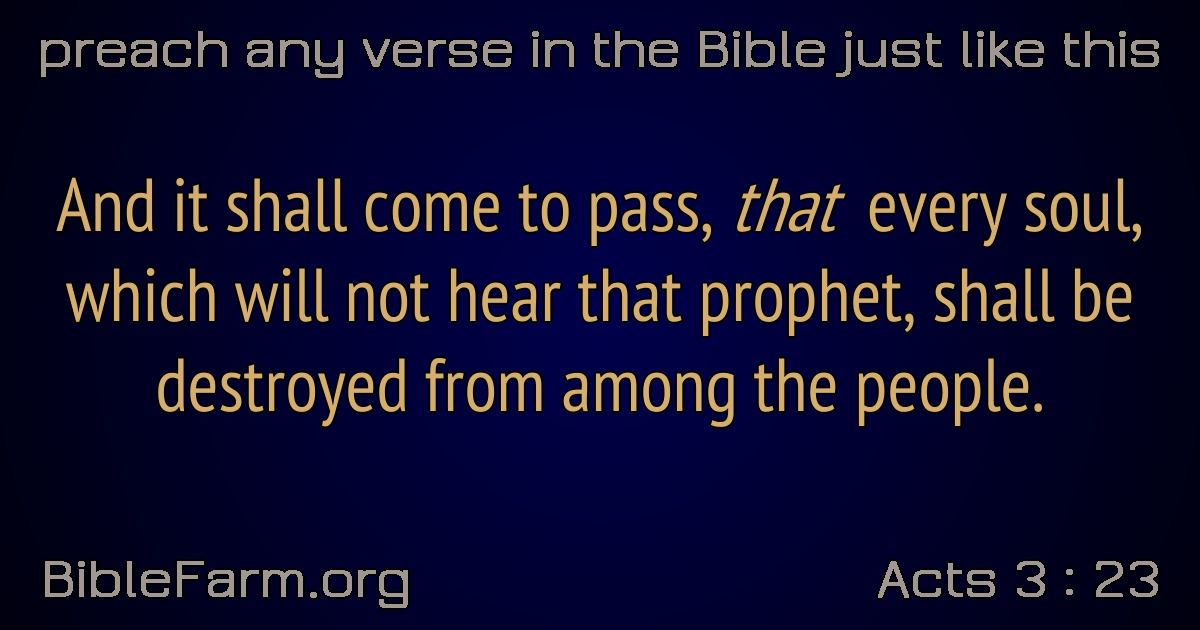 preach any verse in the Bible just like this
And it shall come to pass, that every soul,
which will not hear that prophet, shall be
destroyed from among the people.
BibleFarm.org
Acts 3 : 23